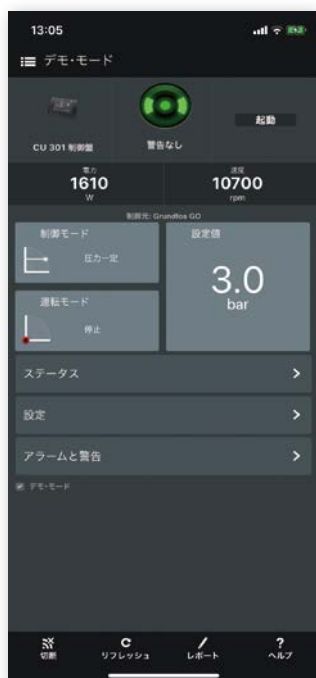 13:05
デモ・モード
CU 301 制御盤
警告なし
起動
電力
1610
W
速度
10700
rpm
制御元: Grundfos GO
制御モード
圧力一定
運転モード
停止
設定値
3.0
bar
ステータス
設定
アラームと警告
デモ・モード
切断
リフレッシュ
レポート
?
ヘルプ